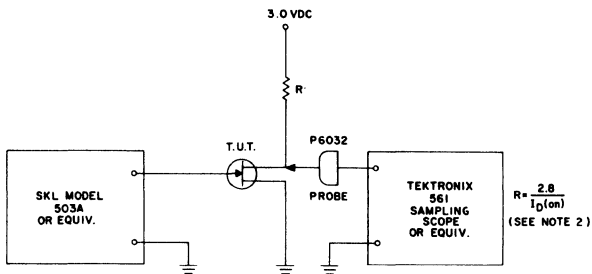 3.0 VDC
R
T.U.T.
P6032
PROBE
SKL MODEL
503A
OR EQUIV.
TEKTRONIX
561
SAMPLING
SCOPE
OR EQUIV.
R= 2.8
I_D(on)
(SEE NOTE 2)